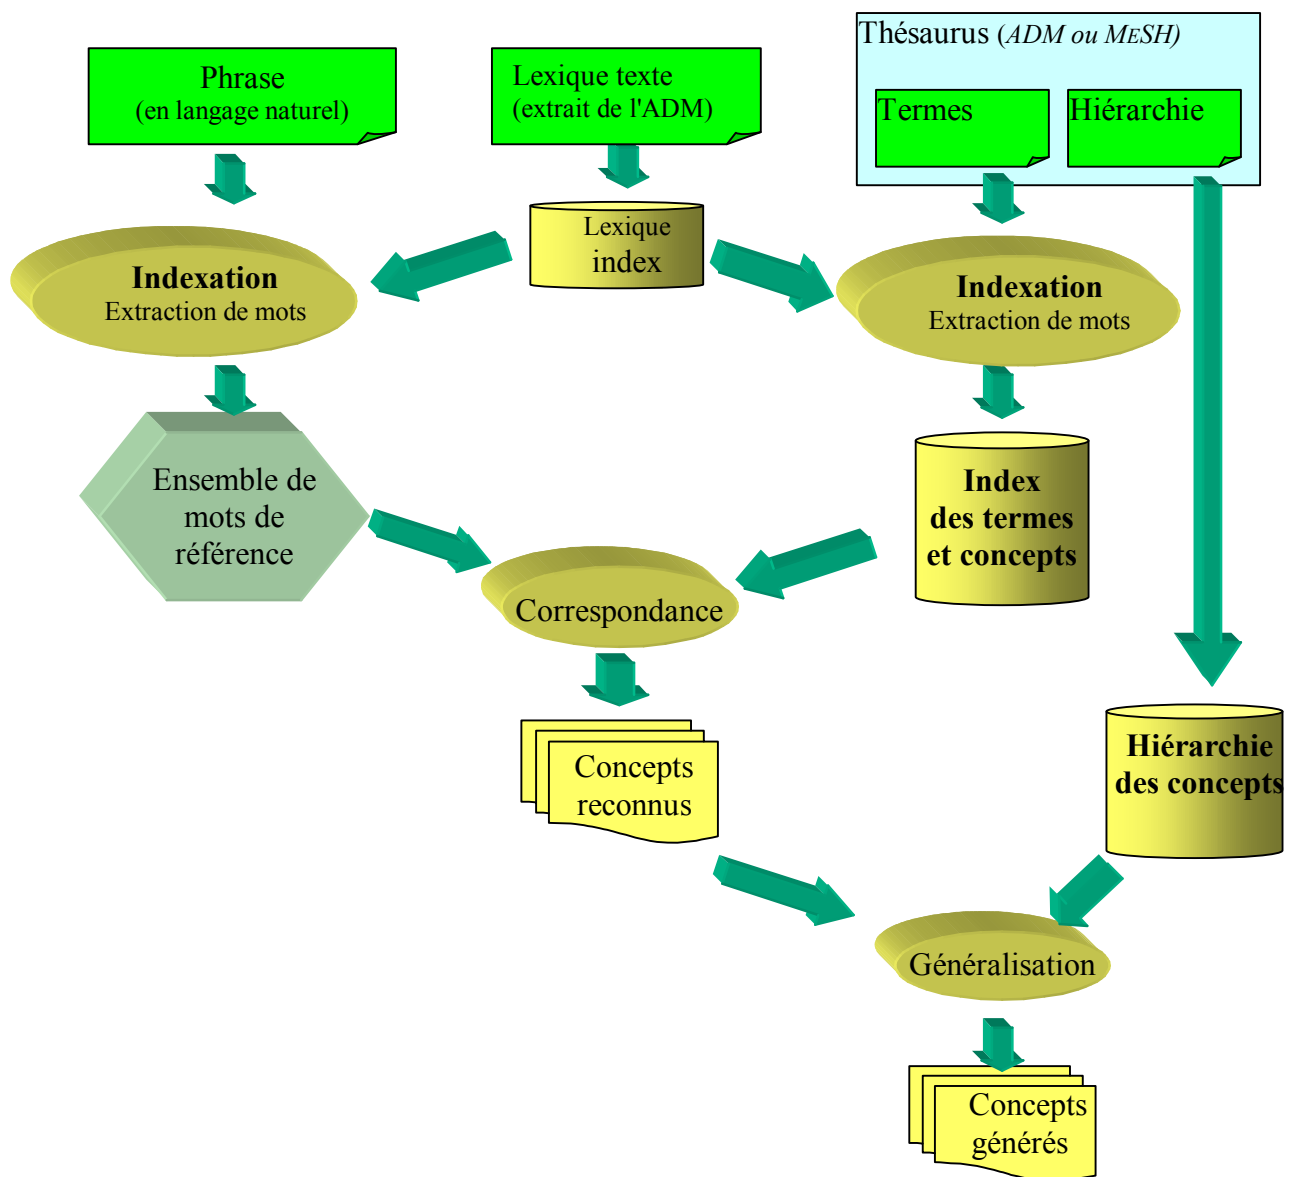 Thésaurus (ADM ou MeSH)
Phrase
(en langage naturel)
Lexique texte
(extrait de l'ADM)
Termes
Hiérarchie
Lexique
index
Indexation
Extraction de mots
Indexation
Extraction de mots
Ensemble de
mots de
référence
Index
des termes
et concepts
Correspondance
Concepts
reconnus
Hiérarchie
des concepts
Généralisation
Concepts
générés